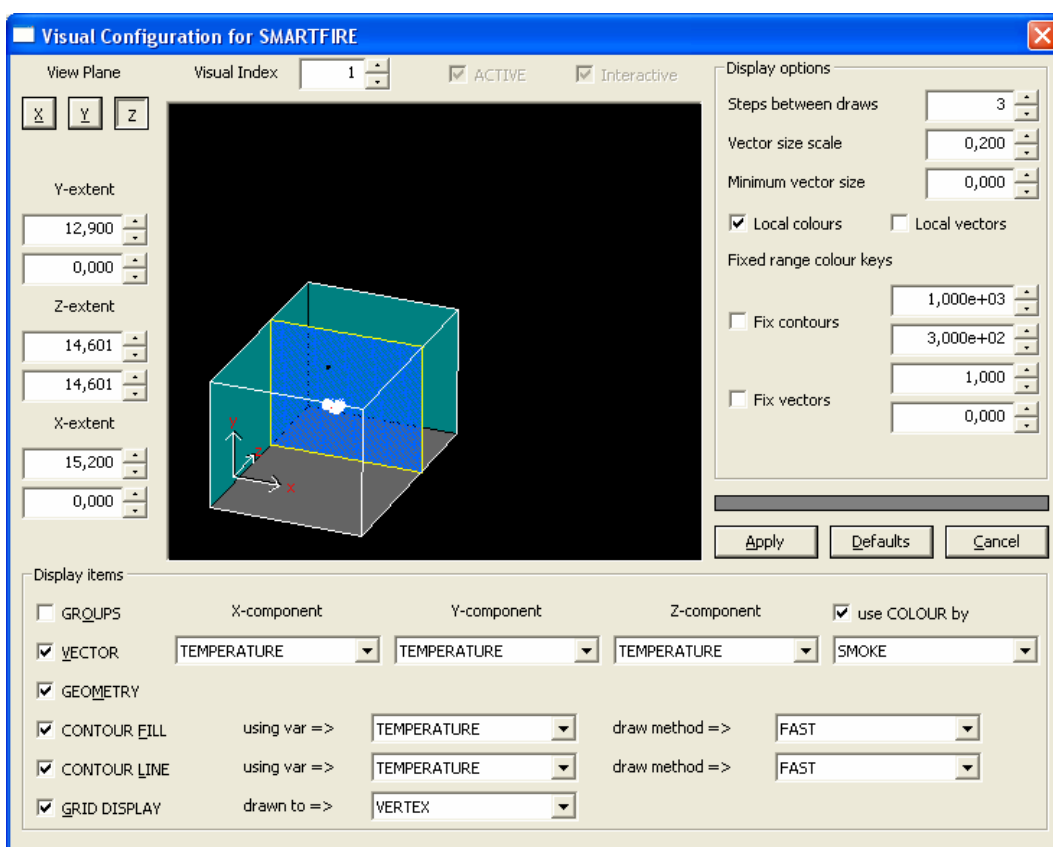 Visual Configuration for SMARTFIRE
View Plane
Visual Index
1
ACTIVE
Interactive
X
Y
Z
Y-extent
12,900
0,000
Z-extent
14,601
14,601
X-extent
15,200
0,000
Y
Z
X
Display options
Steps between draws
3
Vector size scale
0,200
Minimum vector size
0,000
Local colours
Local vectors
Fixed range colour keys
Fix contours
1,000e+03
3,000e+02
Fix vectors
1,000
0,000
Apply
Defaults
Cancel
Display items
GROUPS
X-component
Y-component
Z-component
use COLOUR by
VECTOR
TEMPERATURE
TEMPERATURE
TEMPERATURE
SMOKE
GEOMETRY
CONTOUR FILL
using var =>
TEMPERATURE
draw method =>
FAST
CONTOUR LINE
using var =>
TEMPERATURE
draw method =>
FAST
GRID DISPLAY
drawn to =>
VERTEX